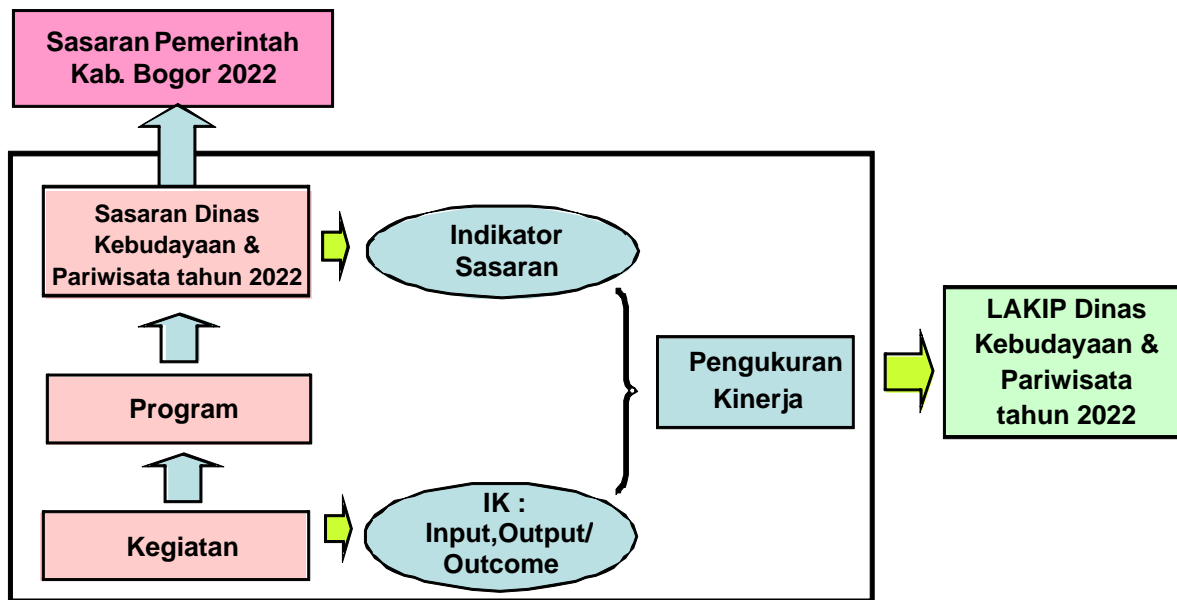 Sasaran Pemerintah
Kab. Bogor 2022
Sasaran Dinas
Kebudayaan &
Pariwisata tahun 2022
Indikator
Sasaran
LAKIP Dinas
Kebudayaan &
Pariwisata
tahun 2022
Pengukuran
Kinerja
Program
Kegiatan
IK :
Input,Output/
Outcome